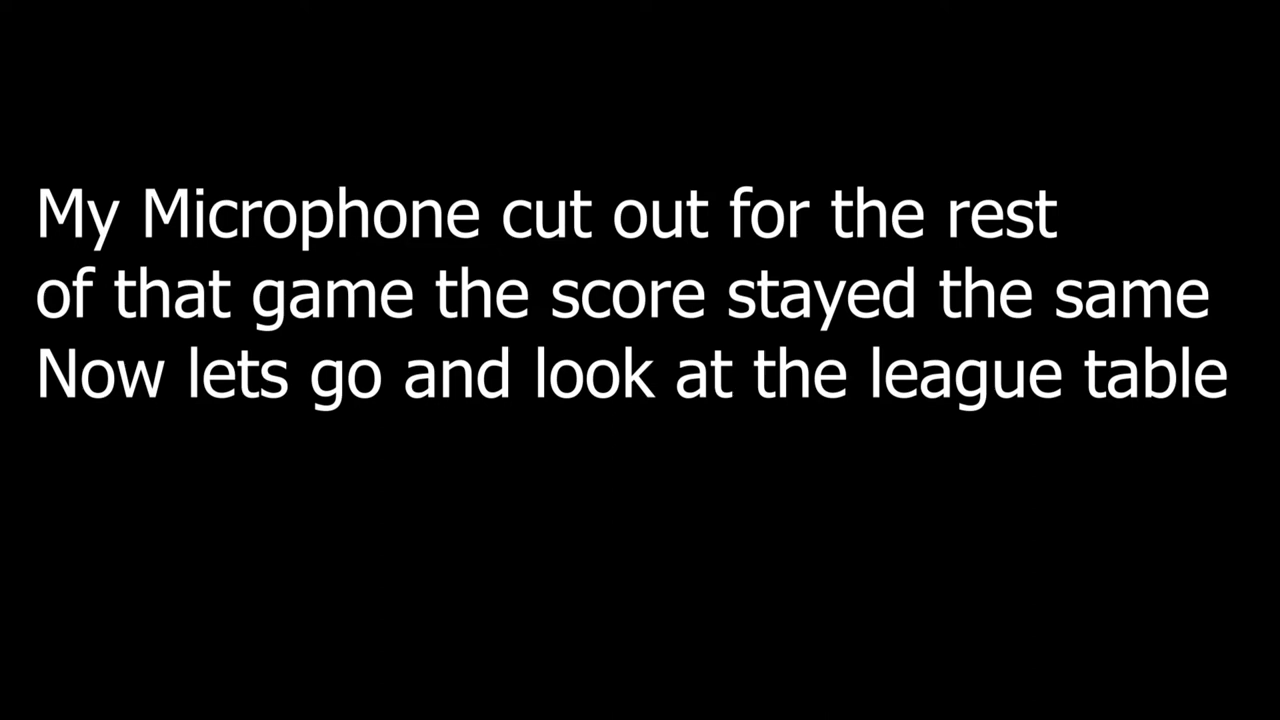 My Microphone cut out for the rest
of that game the score stayed the same
Now lets go and look at the league table